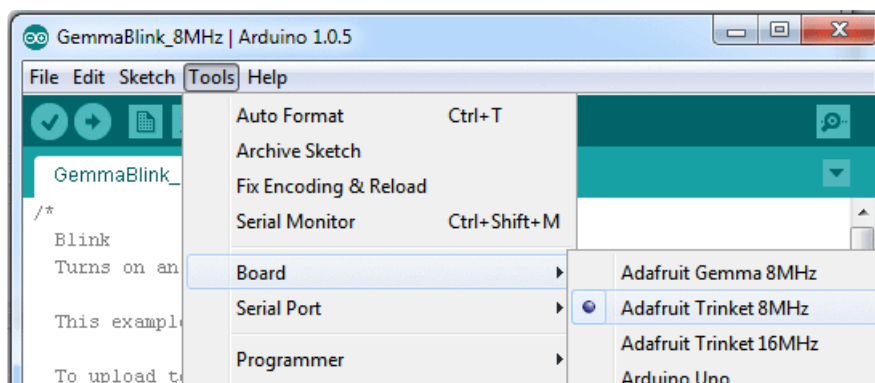 GemmaBlink_8MHz | Arduino 1.0.5
File Edit Sketch Tools Help
Auto Format Ctrl+T
Archive Sketch
GemmaBlink_
Fix Encoding & Reload
/*
Serial Monitor Ctrl+Shift+M
Blink
Turns on an
Board
Adafruit Gemma 8MHz
Serial Port
Adafruit Trinket 8MHz
This example
Adafruit Trinket 16MHz
Programmer
To upload to
Arduino Uno